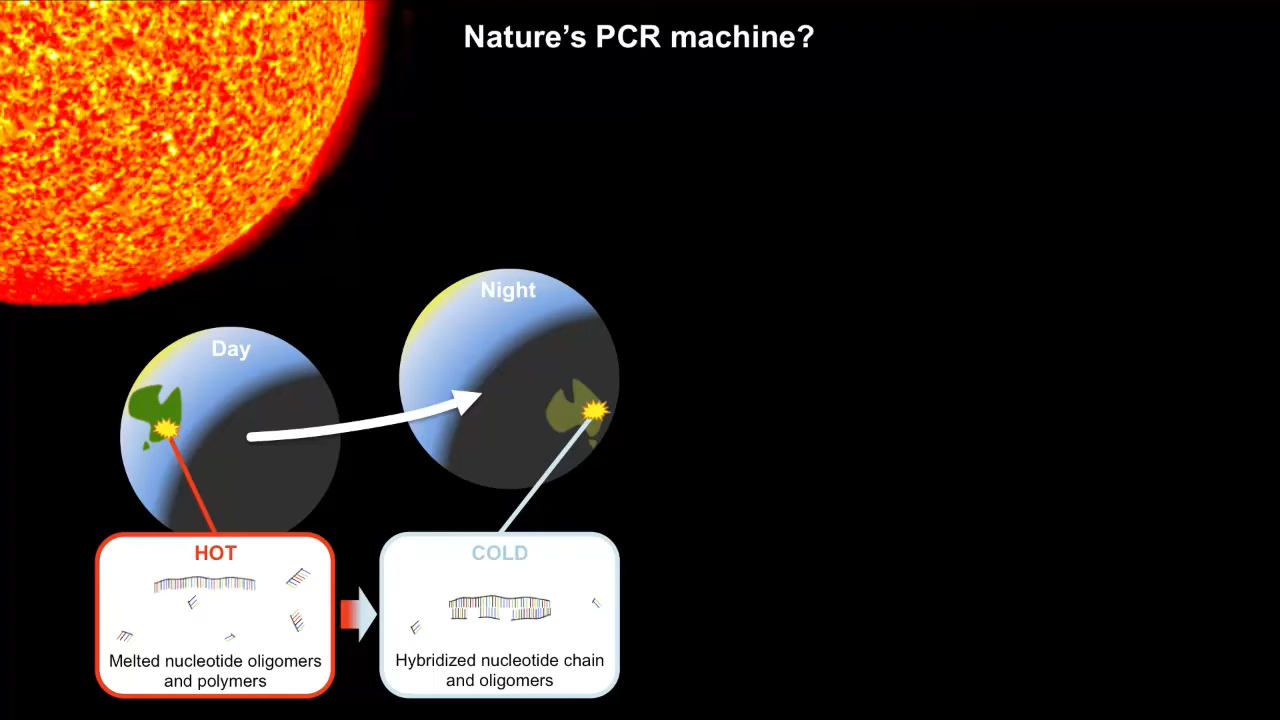 Nature’s PCR machine?
Night
Day
HOT
Melted nucleotide oligomers
and polymers
COLD
Hybridized nucleotide chain
and oligomers